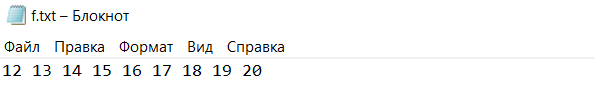 f.txt – Блокнот
Файл Правка Формат Вид Справка
12 13 14 15 16 17 18 19 20